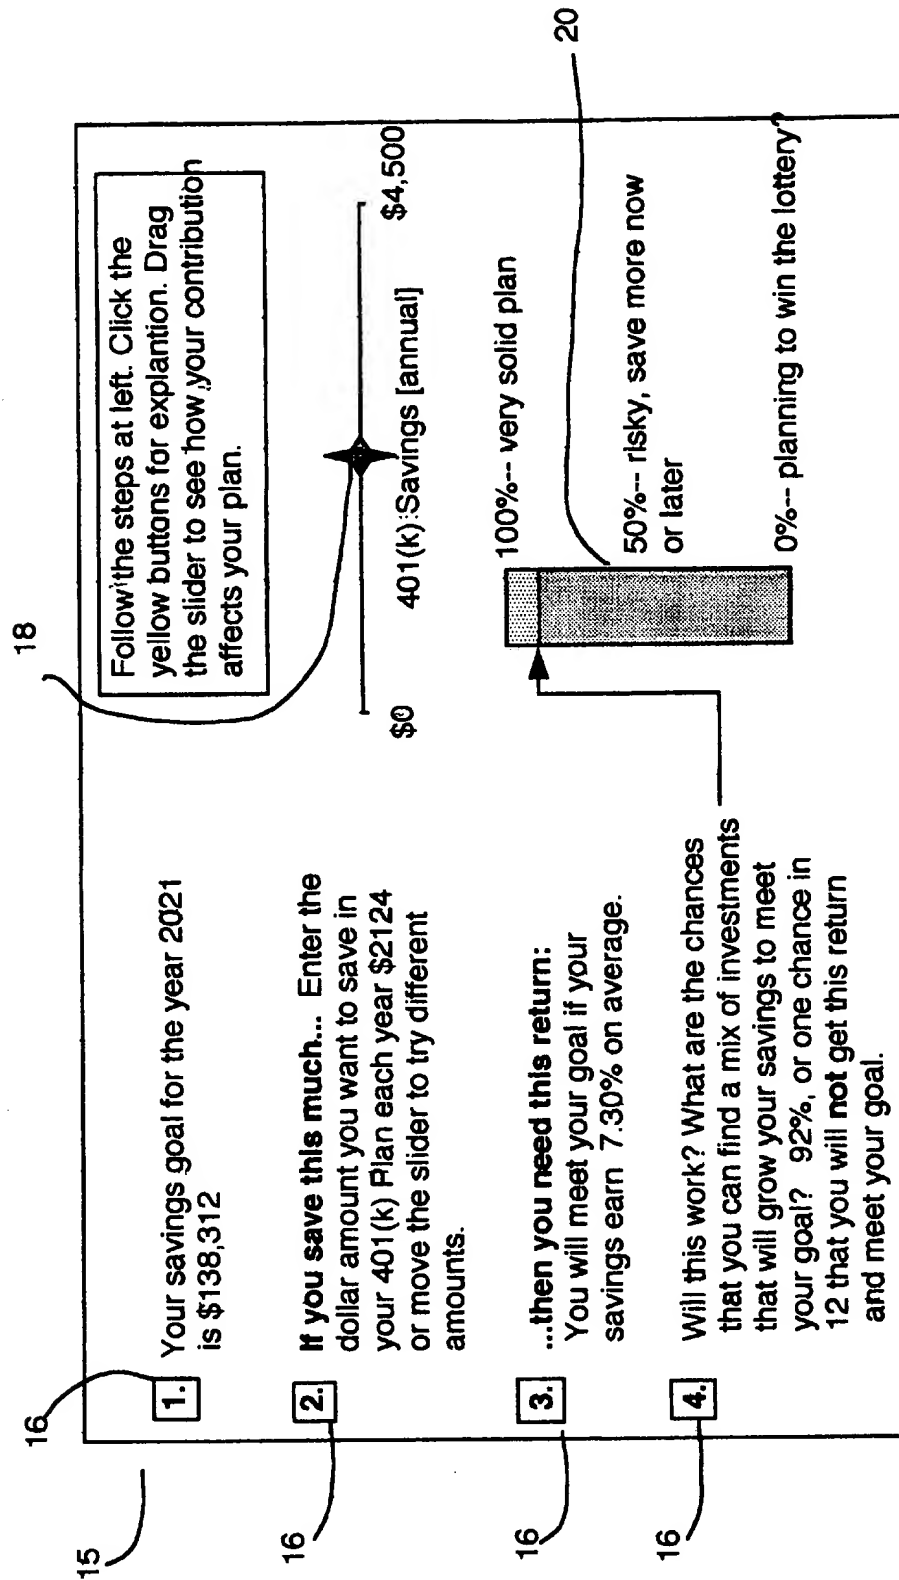 15
16
18
Follow the steps at left. Click the
yellow buttons for explantion. Drag
the slider to see how your contribution
affects your plan.
1.
Your savings goal for the year 2021
is $138,312
16
2.
If you save this much... Enter the
dollar amount you want to save in
your 401(k) Plan each year $2124
or move the slider to try different
amounts.
$0
$4,500
401(k):Savings [annual]
16
3.
...then you need this return:
You will meet your goal if your
savings earn 7.30% on average.
100%-- very solid plan
50%-- risky, save more now
or later
0%-- planning to win the lottery?
20
16
4.
Will this work? What are the chances
that you can find a mix of investments
that will grow your savings to meet
your goal? 92%, or one chance in
12 that you will not get this return
and meet your goal.